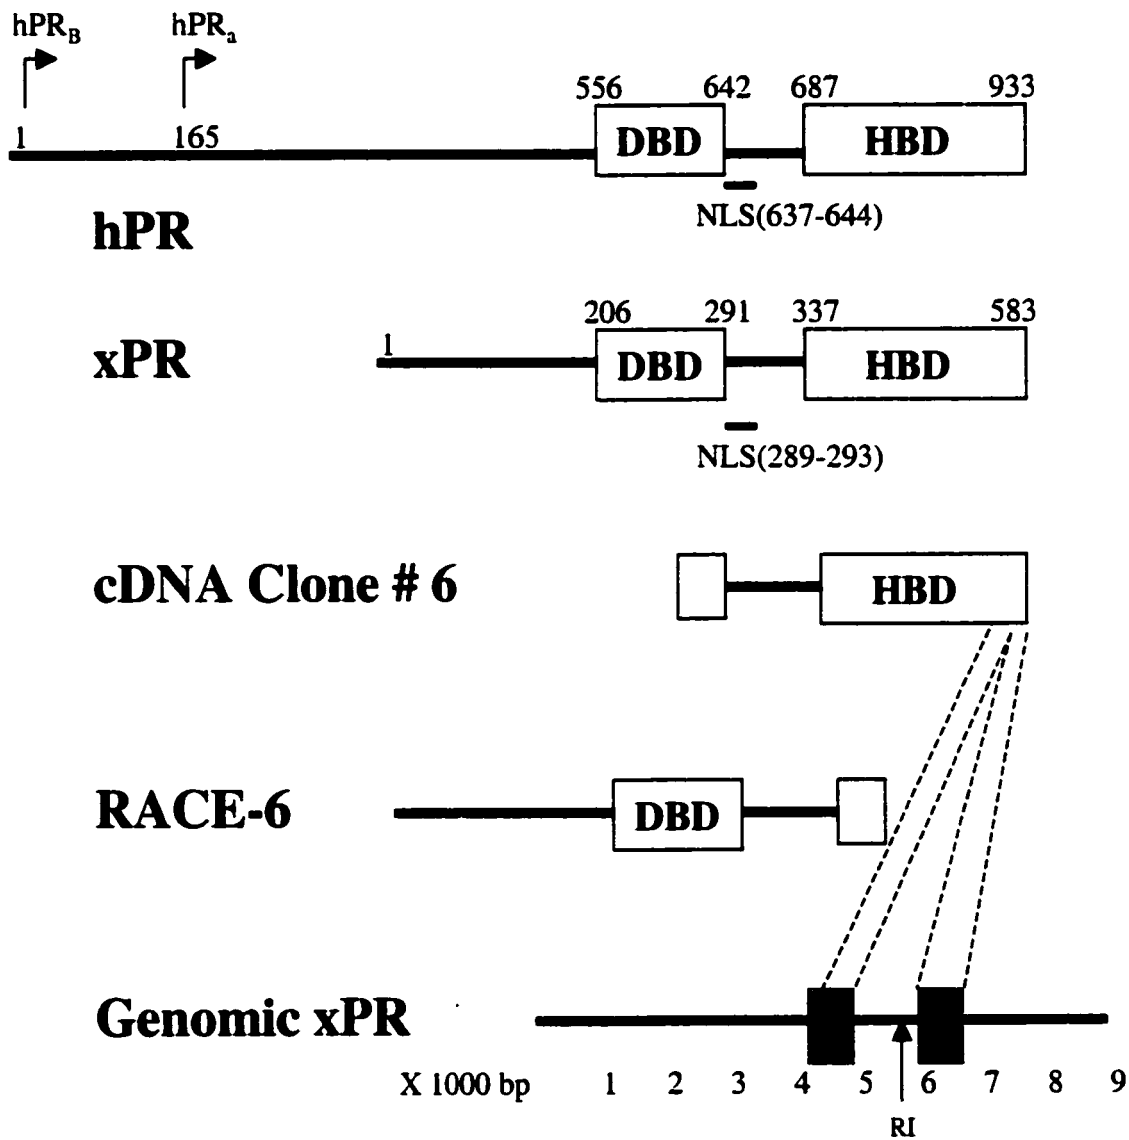 hPR_B hPR_a
556 642 687 933
1 165 DBD HBD
NLS(637-644)
hPR
206 291 337 583
1
xPR DBD HBD
NLS(289-293)
cDNA Clone # 6 HBD
RACE-6 DBD
Genomic xPR
X 1000 bp 1 2 3 4 5 6 7 8 9
RI